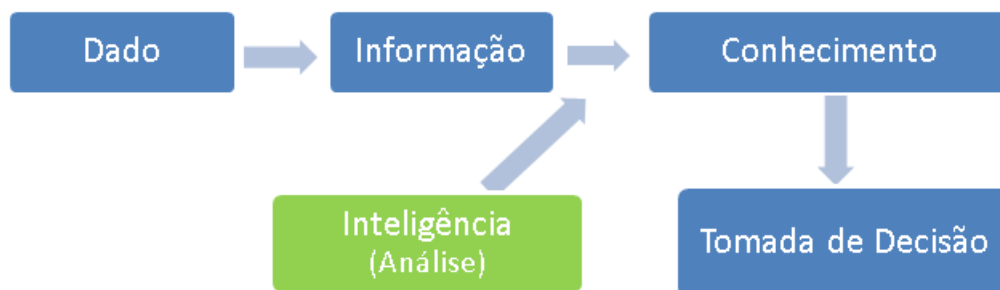 Dado
Informação
Conhecimento
Inteligência
(Análise)
Tomada de Decisão